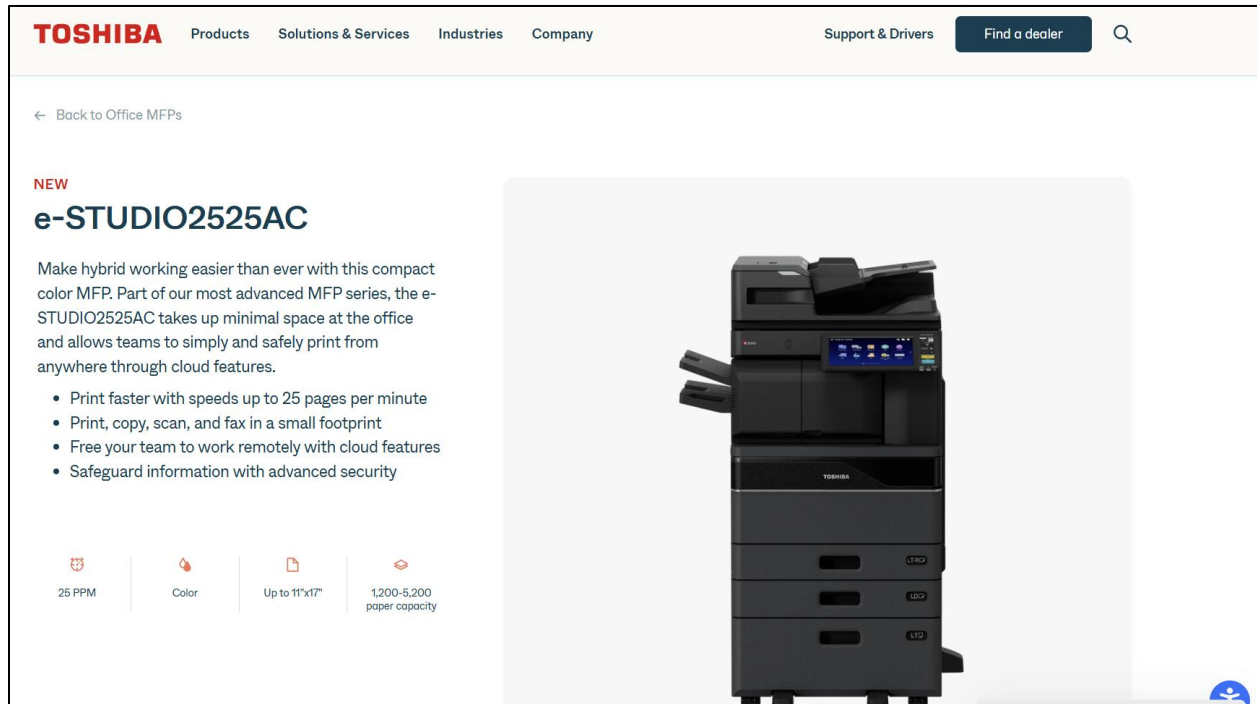 TOSHIBA Products Solutions & Services Industries Company Support & Drivers Find a dealer
← Back to Office MFPs
NEW
e-STUDIO2525AC
Make hybrid working easier than ever with this compact
color MFP. Part of our most advanced MFP series, the e-
STUDIO2525AC takes up minimal space at the office
and allows teams to simply and safely print from
anywhere through cloud features.
• Print faster with speeds up to 25 pages per minute
• Print, copy, scan, and fax in a small footprint
• Free your team to work remotely with cloud features
• Safeguard information with advanced security
25 PPM
Color
Up to 11"x17"
1,200-5,200
paper capacity
TOSHIBA
LT-R
LD
LT